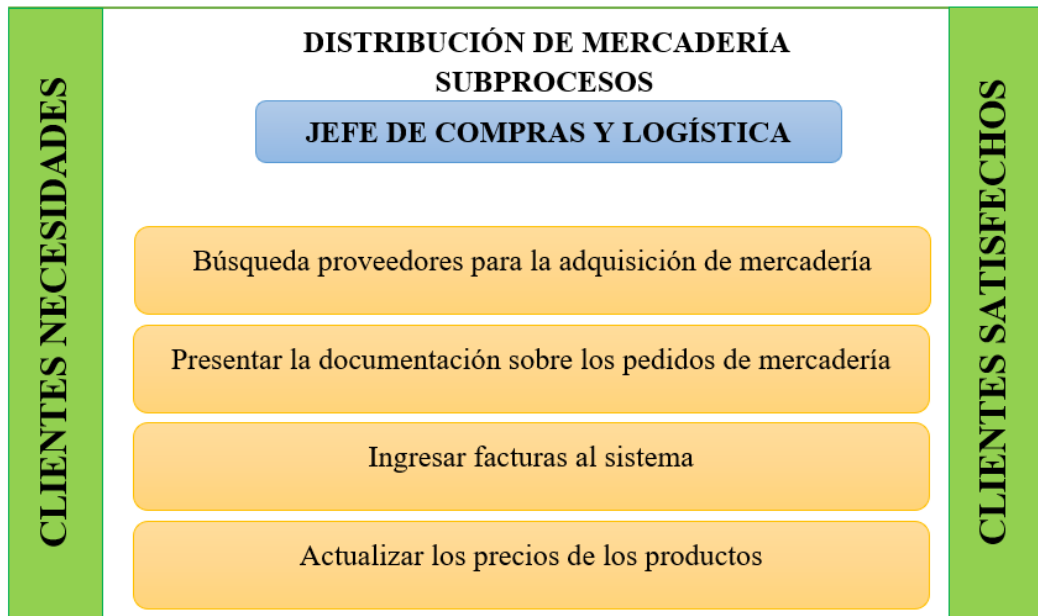 CLIENTES NECESIDADES
DISTRIBUCIÓN DE MERCADERÍA
SUBPROCESOS
JEFE DE COMPRAS Y LOGÍSTICA
Búsqueda proveedores para la adquisición de mercadería
Presentar la documentación sobre los pedidos de mercadería
Ingresar facturas al sistema
Actualizar los precios de los productos
CLIENTES SATISFECHOS